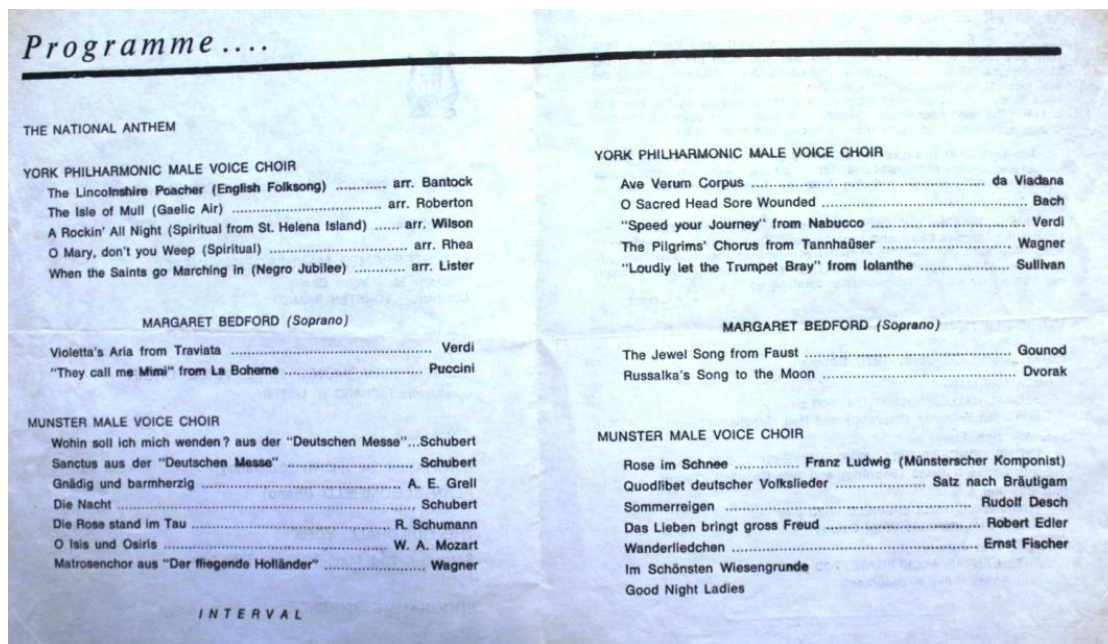 Programme....
THE NATIONAL ANTHEM
YORK PHILHARMONIC MALE VOICE CHOIR
The Lincolnshire Poacher (English Folksong) ............ arr. Bantock
The Isle of Mull (Gaelic Air) .................................... arr. Roberton
A Rockin' All Night (Spiritual from St. Helena Island) ...... arr. Wilson
O Mary, don't you Weep (Spiritual) .................................... arr. Rhea
When the Saints go Marching in (Negro Jubilee) ............ arr. Lister
MARGARET BEDFORD (Soprano)
Violetta's Aria from Traviata .................................... Verdi
"They call me Mimi" from La Boheme .............................. Puccini
MUNSTER MALE VOICE CHOIR
Wohin soll ich mich wenden? aus der "Deutschen Messe"...Schubert
Sanctus aus der "Deutschen Messe" .............................. Schubert
Gnädig und barmherzig .......................................... A. E. Grell
Die Nacht ...................................................... Schubert
Die Rose stand im Tau .......................................... R. Schumann
O Isis und Osiris .............................................. W. A. Mozart
Matrosenchor aus "Der fliegende Holländer" ........................ Wagner
INTERVAL
YORK PHILHARMONIC MALE VOICE CHOIR
Ave Verum Corpus ................................................ da Viadana
O Sacred Head Sore Wounded .......................................... Bach
"Speed your Journey" from Nabucco .............................. Verdi
The Pilgrims' Chorus from Tannhaüser .............................. Wagner
"Loudly let the Trumpet Bray" from Iolanthe .................. Sullivan
MARGARET BEDFORD (Soprano)
The Jewel Song from Faust .......................................... Gounod
Russalka's Song to the Moon .................................... Dvorak
MUNSTER MALE VOICE CHOIR
Rose im Schnee ............ Franz Ludwig (Münsterscher Komponist)
Quodlibet deutscher Volkslieder .................. Satz nach Bräutigam
Sommerreigen .................................................. Rudolf Desch
Das Lieben bringt gross Freud .............................. Robert Edler
Wanderliedchen ................................................ Ernst Fischer
Im Schönsten Wiesengrunde
Good Night Ladies